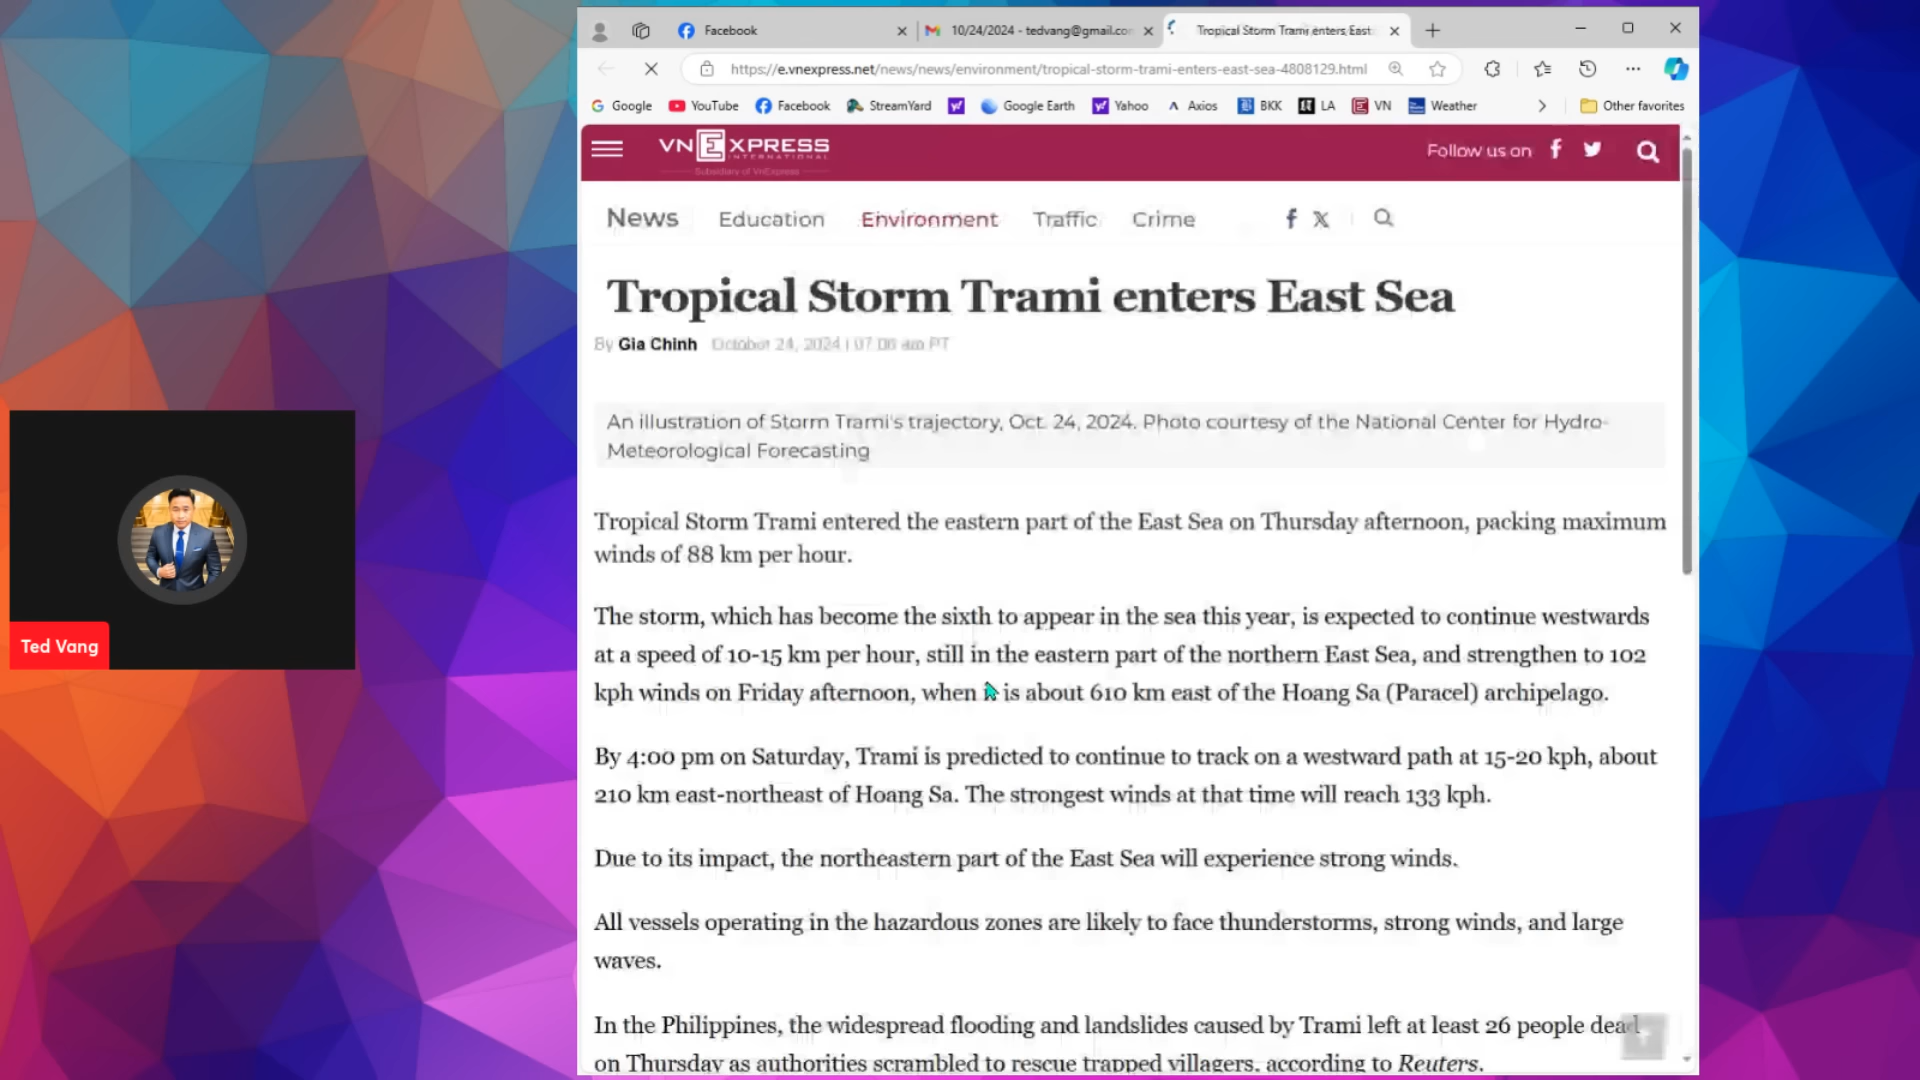 Facebook
10/24/2024 - tedvang@gmail.cor
Tropical Storm Trami enters East
https://e.vnexpress.net/news/news/environment/tropical-storm-trami-enters-east-sea-4808129.html
Google YouTube Facebook StreamYard Google Earth Yahoo Axios BKK LA VN Weather Other favorites
VN EXPRESS
INTERNATIONAL
Subsidiary of VnExpress
Follow us on
News Education Environment Traffic Crime
Tropical Storm Trami enters East Sea
By Gia Chinh October 24, 2024 | 07:06 am PT
An illustration of Storm Trami's trajectory, Oct. 24, 2024. Photo courtesy of the National Center for Hydro-
Meteorological Forecasting
Tropical Storm Trami entered the eastern part of the East Sea on Thursday afternoon, packing maximum
winds of 88 km per hour.
The storm, which has become the sixth to appear in the sea this year, is expected to continue westwards
at a speed of 10-15 km per hour, still in the eastern part of the northern East Sea, and strengthen to 102
kph winds on Friday afternoon, when is about 610 km east of the Hoang Sa (Paracel) archipelago.
By 4:00 pm on Saturday, Trami is predicted to continue to track on a westward path at 15-20 kph, about
210 km east-northeast of Hoang Sa. The strongest winds at that time will reach 133 kph.
Due to its impact, the northeastern part of the East Sea will experience strong winds.
All vessels operating in the hazardous zones are likely to face thunderstorms, strong winds, and large
waves.
In the Philippines, the widespread flooding and landslides caused by Trami left at least 26 people dead
on Thursday as authorities scrambled to rescue trapped villagers, according to Reuters.
Ted Vang